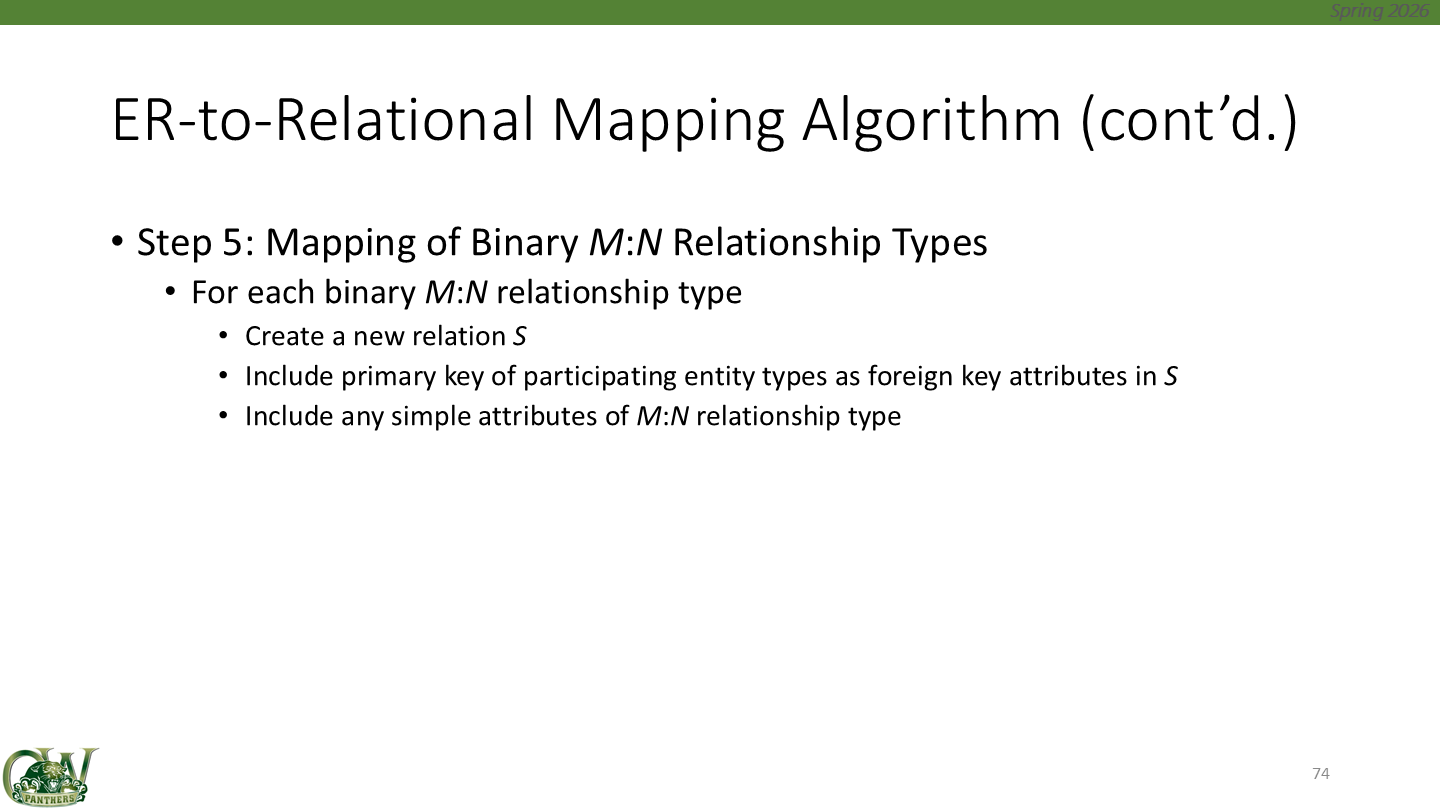 Spring 2026
ER-to-Relational Mapping Algorithm (cont’d.)
• Step 5: Mapping of Binary M:N Relationship Types
• For each binary M:N relationship type
• Create a new relation S
• Include primary key of participating entity types as foreign key attributes in S
• Include any simple attributes of M:N relationship type
OW
PANTHERS
74